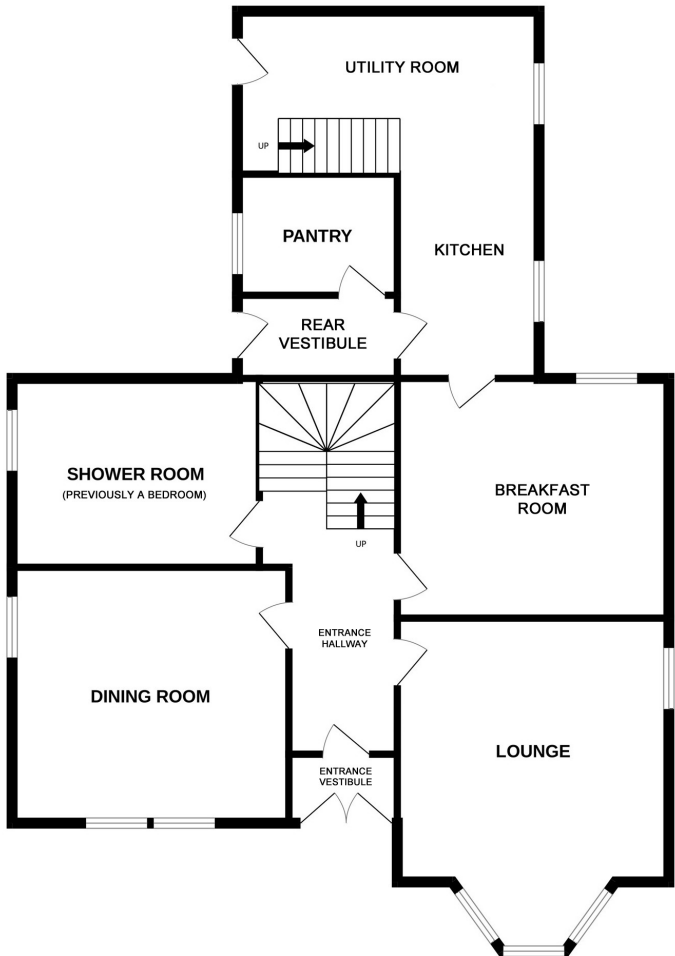 UTILITY ROOM
UP
PANTRY
KITCHEN
REAR
VESTIBULE
SHOWER ROOM
(PREVIOUSLY A BEDROOM)
BREAKFAST
ROOM
UP
ENTRANCE
HALLWAY
DINING ROOM
LOUNGE
ENTRANCE
VESTIBULE